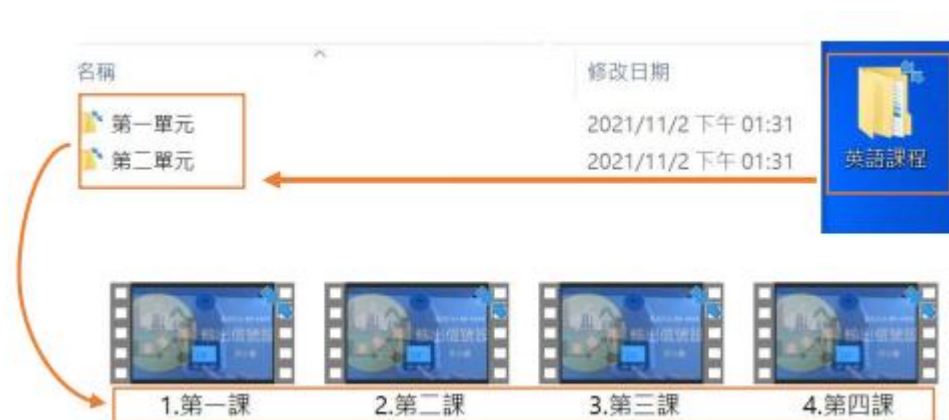 名稱
修改日期
第一單元
2021/11/2 下午 01:31
第二單元
2021/11/2 下午 01:31
英語課程
1.第一課
2.第二課
3.第三課
4.第四課